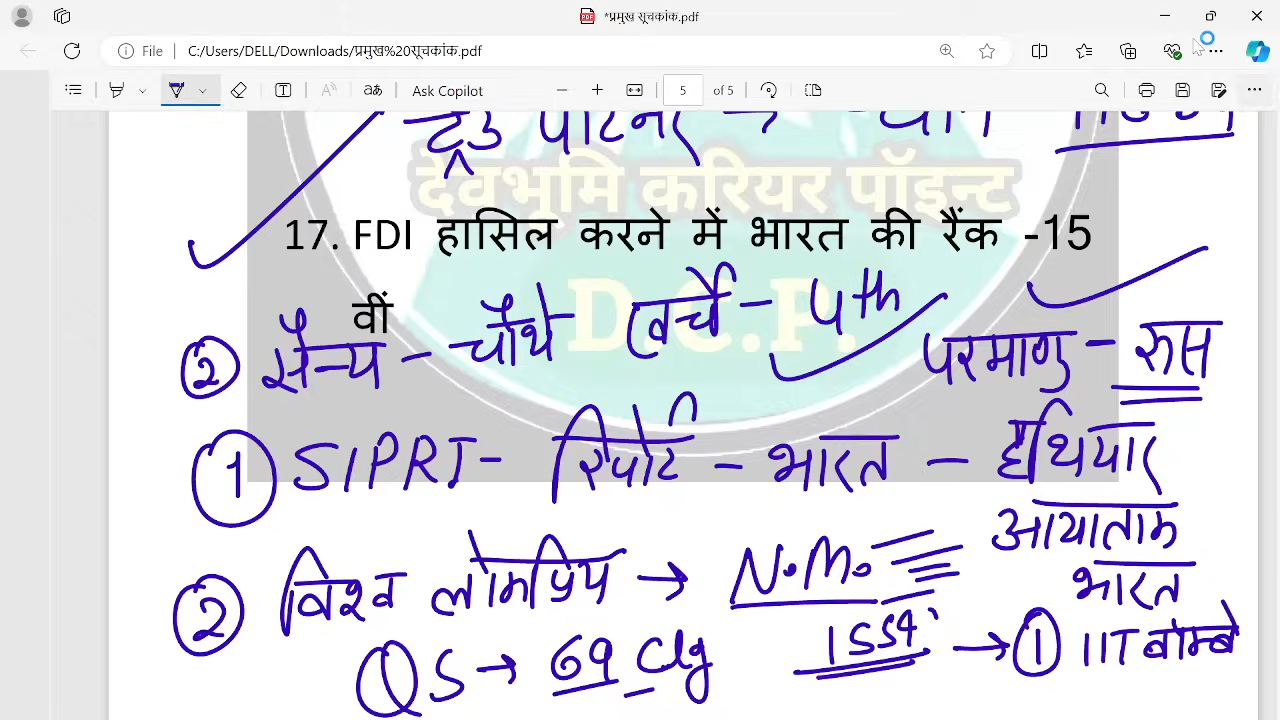 *प्रमुख सूचकांक.pdf
File C:/Users/DELL/Downloads/प्रमुख%20सूचकांक.pdf
Ask Copilot 5 of 5
ट्रेड पार्टनर →
देवभूमि करियर पॉइन्ट
17. FDI हासिल करने में भारत की रैंक -15
वीं
D.C.P.
② सैन्य - चौथे खर्चे - 4th
परमाणु - रूस
① SIPRI - रिपोर्ट - भारत - हथियार
आयातक
भारत
② विश्व लोकप्रिय → N.M.
QS → 69 Clg 1554 → ① IIT बोम्बे